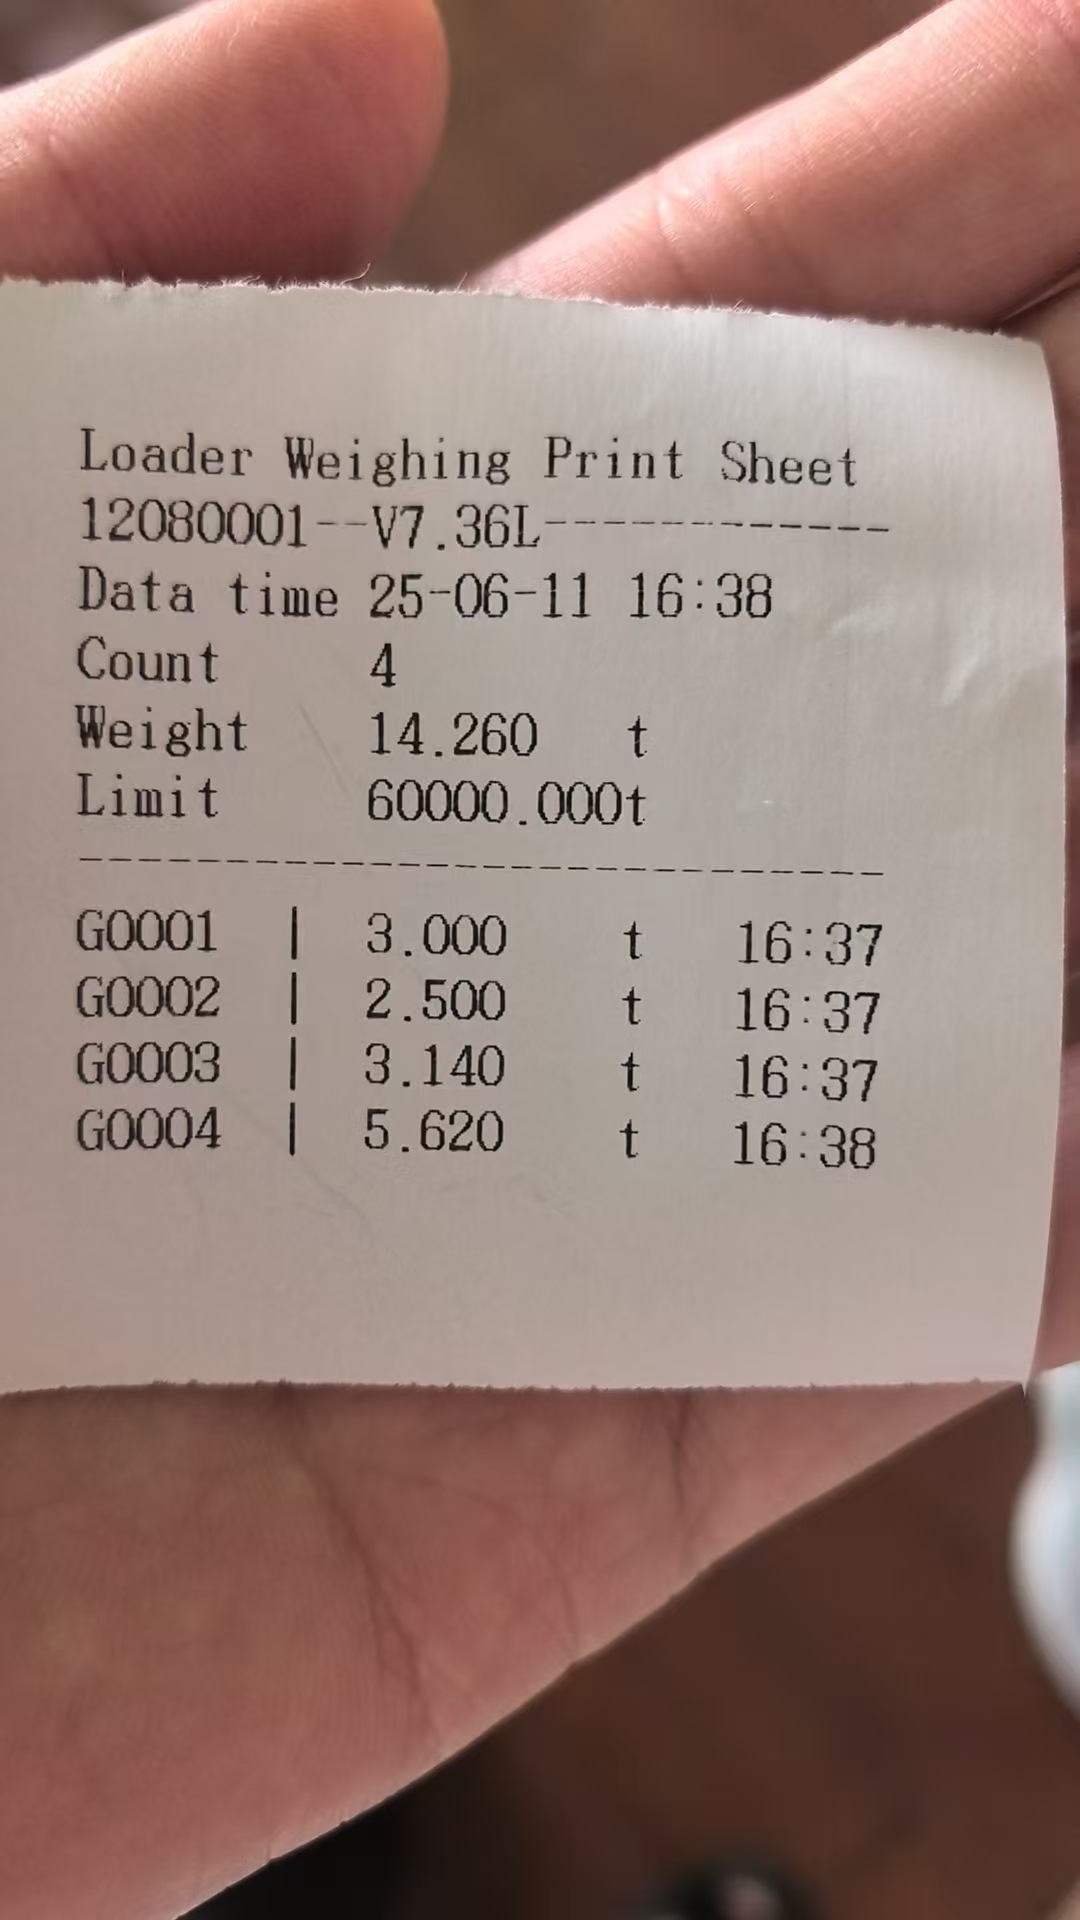 Loader Weighing Print Sheet
12080001--V7.36L------------
Data time 25-06-11 16:38
Count 4
Weight 14.260 t
Limit 60000.000t
----------------------------
G0001 | 3.000 t 16:37
G0002 | 2.500 t 16:37
G0003 | 3.140 t 16:37
G0004 | 5.620 t 16:38